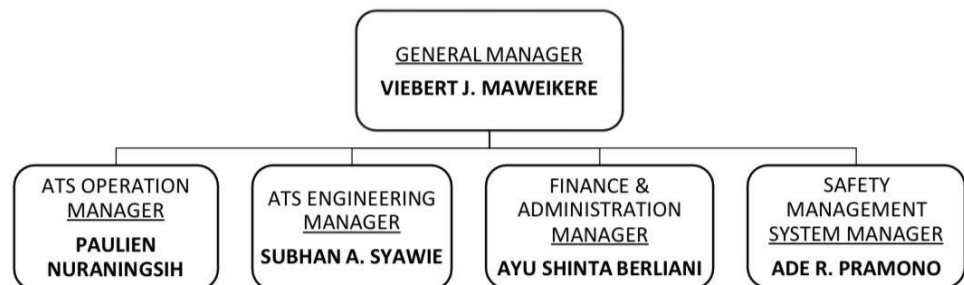 GENERAL MANAGER
VIEBERT J. MAWEIKERE
ATS OPERATION
MANAGER
PAULIEN
NURANINGSIH
ATS ENGINEERING
MANAGER
SUBHAN A. SYAWIE
FINANCE &
ADMINISTRATION
MANAGER
AYU SHINTA BERLIANI
SAFETY
MANAGEMENT
SYSTEM MANAGER
ADE R. PRAMONO